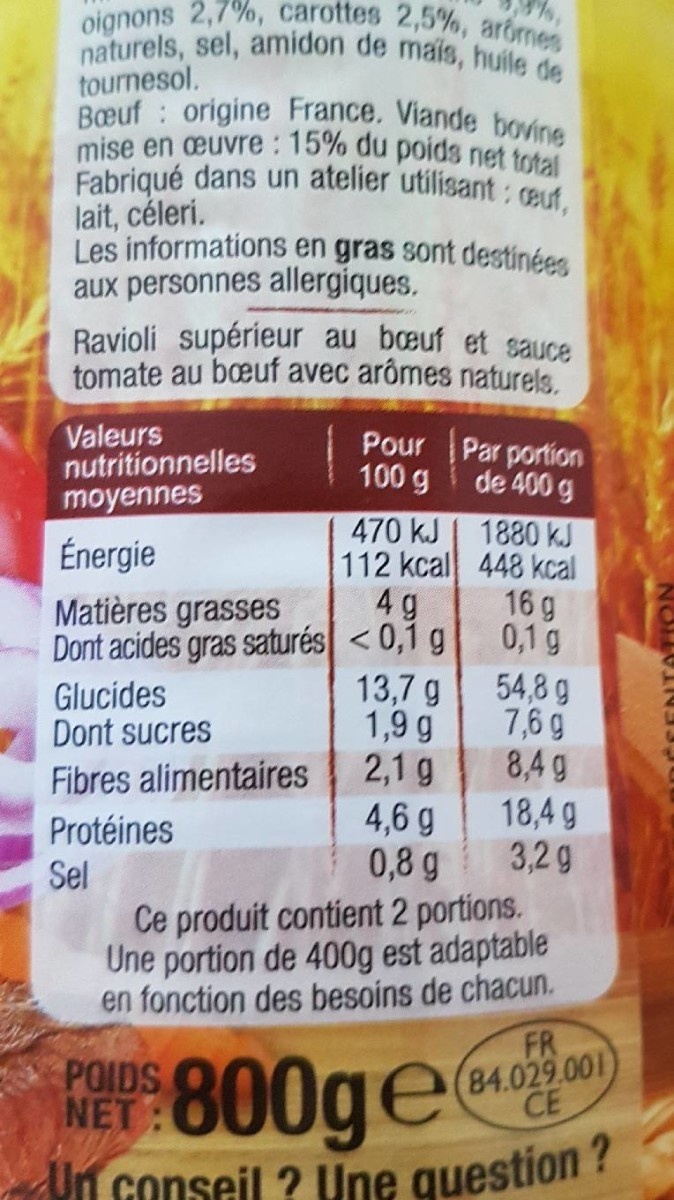 oignons 2,7%, carottes 2,5%, arômes
naturels, sel, amidon de maïs, huile de
tournesol.
Bœuf : origine France. Viande bovine
mise en œuvre : 15% du poids net total
Fabriqué dans un atelier utilisant : œuf,
lait, céleri.
Les informations en gras sont destinées
aux personnes allergiques.
Ravioli supérieur au bœuf et sauce
tomate au bœuf avec arômes naturels.
Valeurs nutritionnelles moyennes Pour 100 g Par portion de 400 g
Énergie 470 kJ 1880 kJ
112 kcal 448 kcal
Matières grasses 4 g 16 g
Dont acides gras saturés < 0,1 g 0,1 g
Glucides 13,7 g 54,8 g
Dont sucres 1,9 g 7,6 g
Fibres alimentaires 2,1 g 8,4 g
Protéines 4,6 g 18,4 g
Sel 0,8 g 3,2 g
Ce produit contient 2 portions.
Une portion de 400g est adaptable
en fonction des besoins de chacun.
POIDS NET : 800g e
FR
84.029.001
CE
Un conseil ? Une question ?